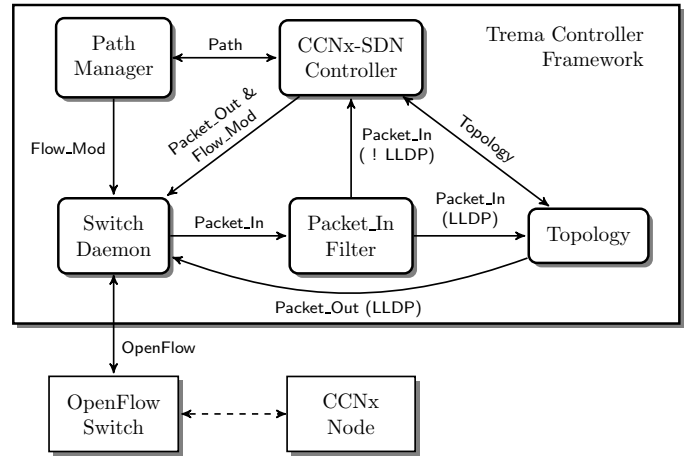 Path
Manager
Path
CCNx-SDN
Controller
Trema Controller
Framework
Flow_Mod
Packet_Out &
Flow_Mod
Packet_In
( ! LLDP)
Topology
Switch
Daemon
Packet_In
Packet_In
Filter
Packet_In
(LLDP)
Topology
Packet_Out (LLDP)
OpenFlow
OpenFlow
Switch
CCNx
Node